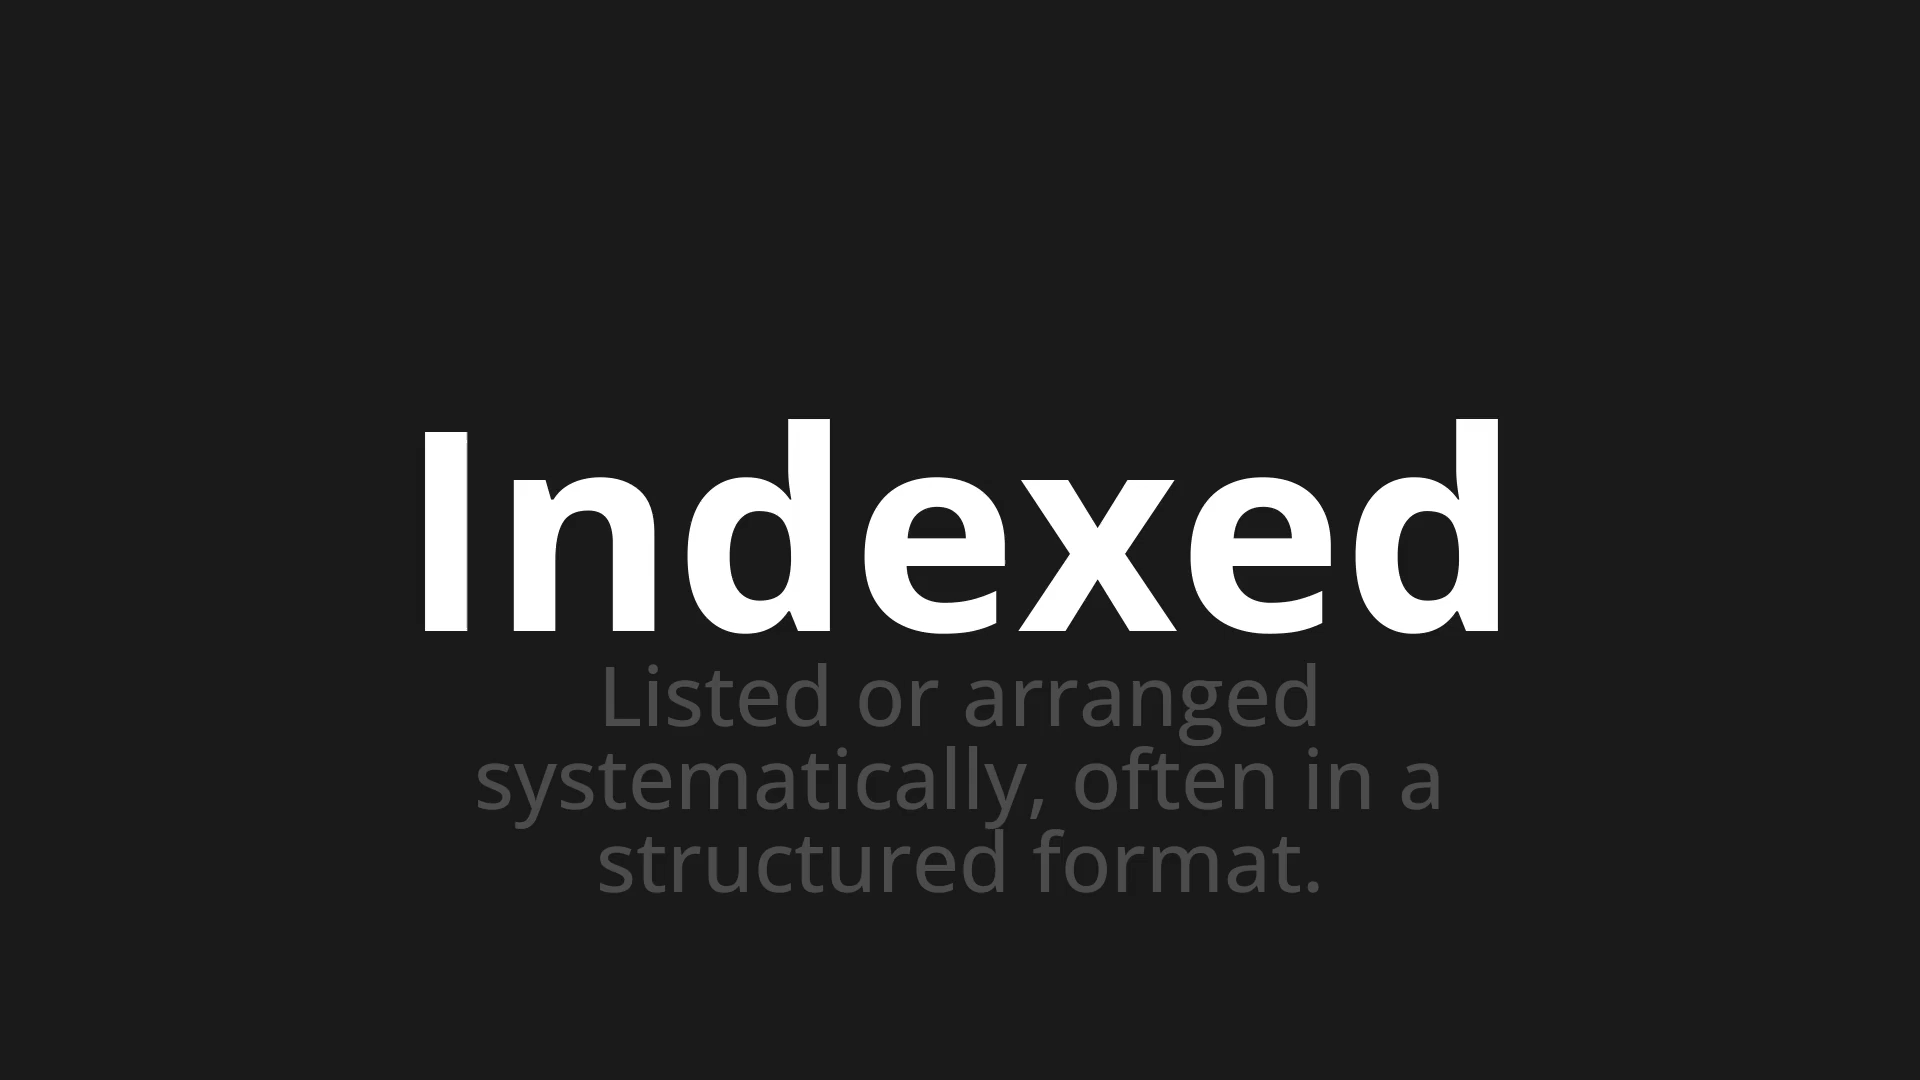 Indexed
Listed or arranged
systematically, often in a
structured format.